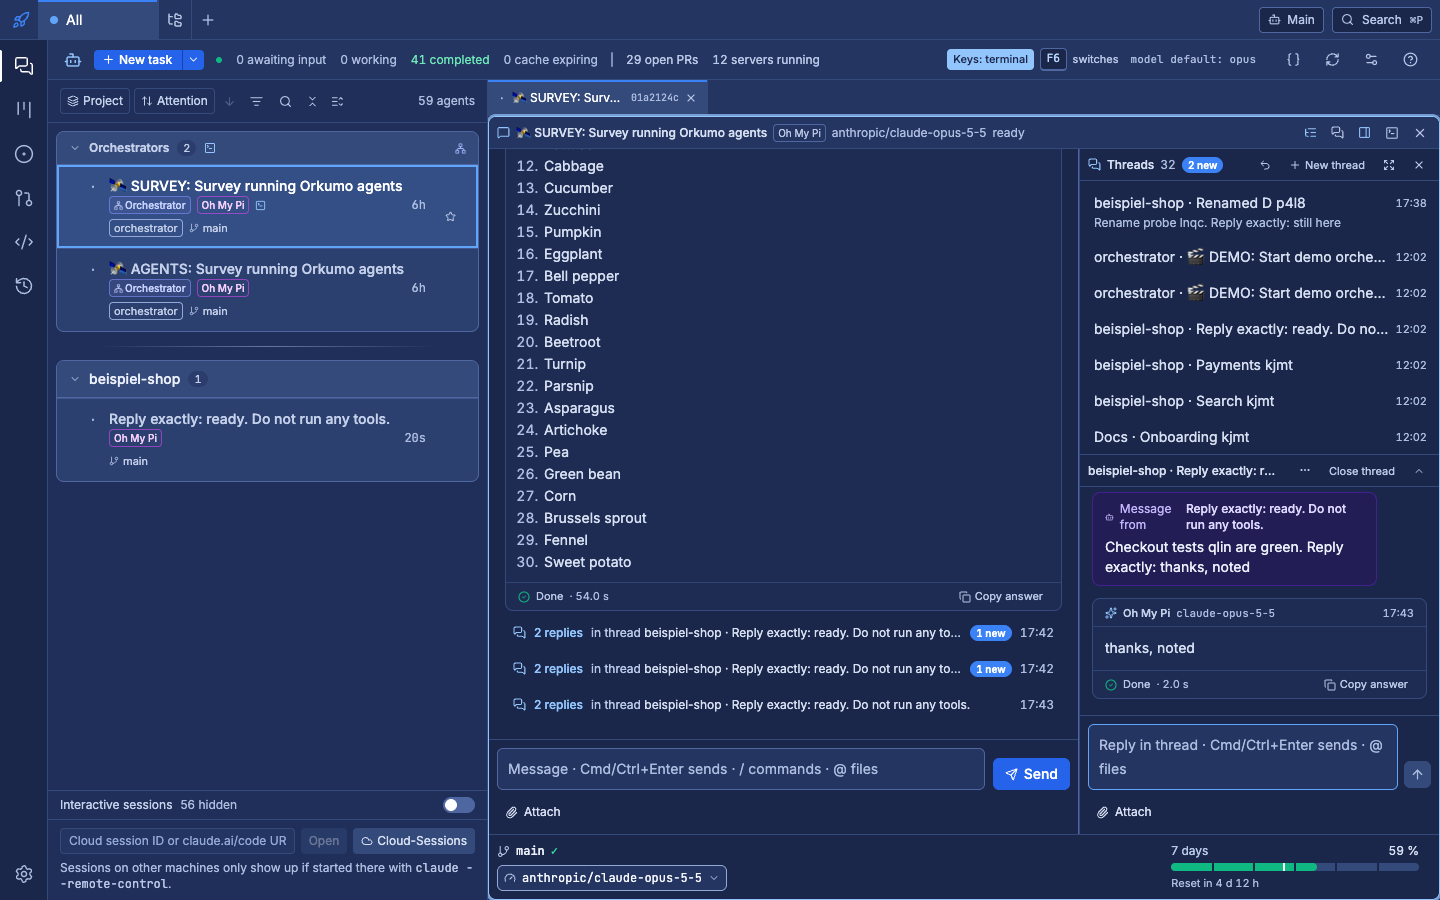 All
Main
Search ⌘P
+ New task
0 awaiting input
0 working
41 completed
0 cache expiring
29 open PRs
12 servers running
Keys: terminal
F6
switches
model default: opus
Project
Attention
59 agents
Orchestrators 2
SURVEY: Survey running Orkumo agents
Orchestrator
Oh My Pi
6h
orchestrator
main
AGENTS: Survey running Orkumo agents
Orchestrator
Oh My Pi
6h
orchestrator
main
beispiel-shop 1
Reply exactly: ready. Do not run any tools.
Oh My Pi
20s
main
Interactive sessions 56 hidden
Cloud session ID or claude.ai/code UR
Open
Cloud-Sessions
Sessions on other machines only show up if started there with claude -
-remote-control.
· SURVEY: Surv... 01a2124c
SURVEY: Survey running Orkumo agents Oh My Pi anthropic/claude-opus-5-5 ready
12. Cabbage
13. Cucumber
14. Zucchini
15. Pumpkin
16. Eggplant
17. Bell pepper
18. Tomato
19. Radish
20. Beetroot
21. Turnip
22. Parsnip
23. Asparagus
24. Artichoke
25. Pea
26. Green bean
27. Corn
28. Brussels sprout
29. Fennel
30. Sweet potato
Done · 54.0 s
Copy answer
2 replies in thread beispiel-shop · Reply exactly: ready. Do not run any to... 1 new 17:42
2 replies in thread beispiel-shop · Reply exactly: ready. Do not run any to... 1 new 17:42
2 replies in thread beispiel-shop · Reply exactly: ready. Do not run any tools. 17:43
Message · Cmd/Ctrl+Enter sends · / commands · @ files
Send
Attach
Threads 32 2 new
+ New thread
beispiel-shop · Renamed D p4l8 17:38
Rename probe lnqc. Reply exactly: still here
orchestrator · DEMO: Start demo orche... 12:02
orchestrator · DEMO: Start demo orche... 12:02
beispiel-shop · Reply exactly: ready. Do no... 12:02
beispiel-shop · Payments kjmt 12:02
beispiel-shop · Search kjmt 12:02
Docs · Onboarding kjmt 12:02
beispiel-shop · Reply exactly: r... ··· Close thread
Message from
Reply exactly: ready. Do not
run any tools.
Checkout tests qlin are green. Reply
exactly: thanks, noted
Oh My Pi claude-opus-5-5 17:43
thanks, noted
Done · 2.0 s
Copy answer
Reply in thread · Cmd/Ctrl+Enter sends · @
files
Attach
main ✓
anthropic/claude-opus-5-5
7 days 59 %
Reset in 4 d 12 h